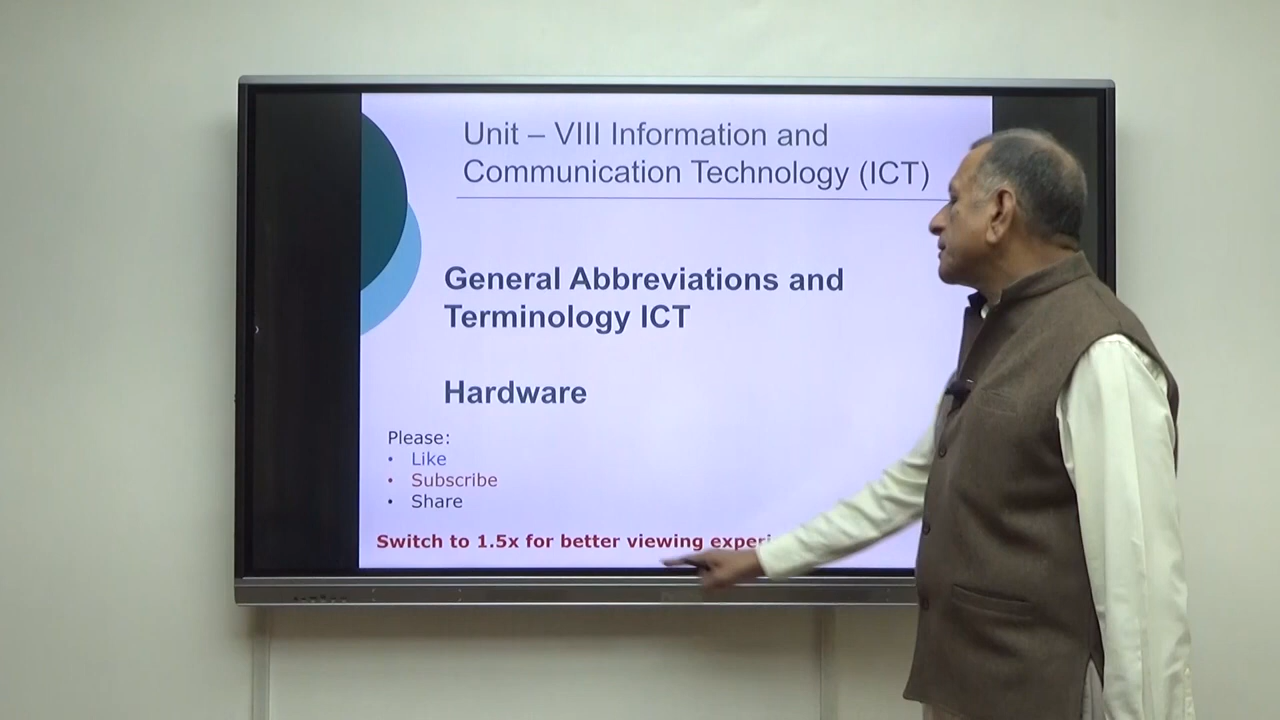 Unit – VIII Information and
Communication Technology (ICT)
General Abbreviations and
Terminology ICT
Hardware
Please:
• Like
• Subscribe
• Share
Switch to 1.5x for better viewing